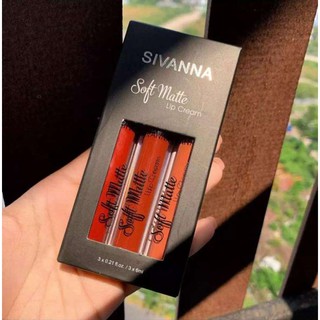 SIVANNA
Soft Matte
Lip Cream
Soft Matte
Soft Matte
Soft Matte
3 x 0.21 fl.oz. / 3 x 6ml